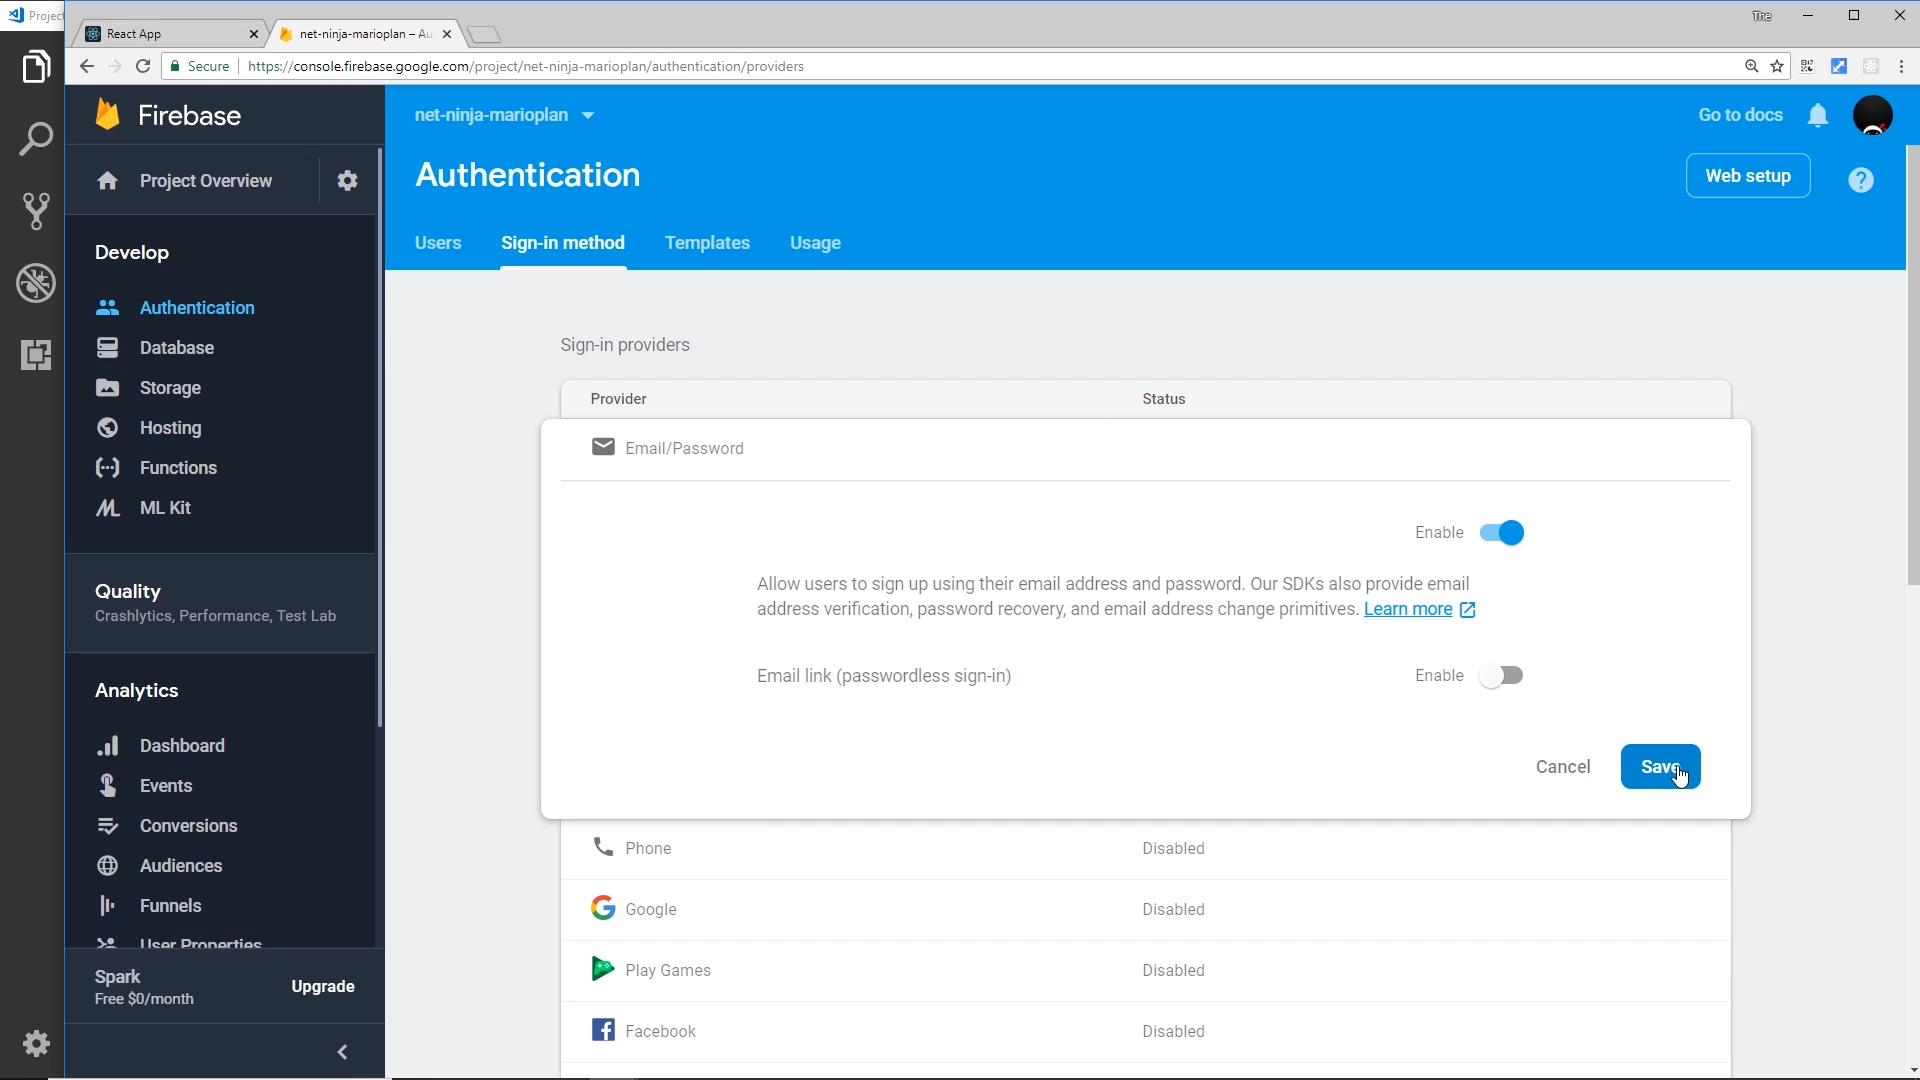 Project
React App
net-ninja-marioplan – Au
The
Secure
https://console.firebase.google.com/project/net-ninja-marioplan/authentication/providers
Firebase
net-ninja-marioplan
Go to docs
Project Overview
Authentication
Web setup
?
Users
Sign-in method
Templates
Usage
Develop
Authentication
Database
Storage
Hosting
Functions
ML Kit
Quality
Crashlytics, Performance, Test Lab
Analytics
Dashboard
Events
Conversions
Audiences
Funnels
User Properties
Spark
Free $0/month
Upgrade
Sign-in providers
Provider
Status
Email/Password
Enable
Allow users to sign up using their email address and password. Our SDKs also provide email
address verification, password recovery, and email address change primitives. Learn more
Email link (passwordless sign-in)
Enable
Cancel
Save
Phone
Disabled
Google
Disabled
Play Games
Disabled
Facebook
Disabled